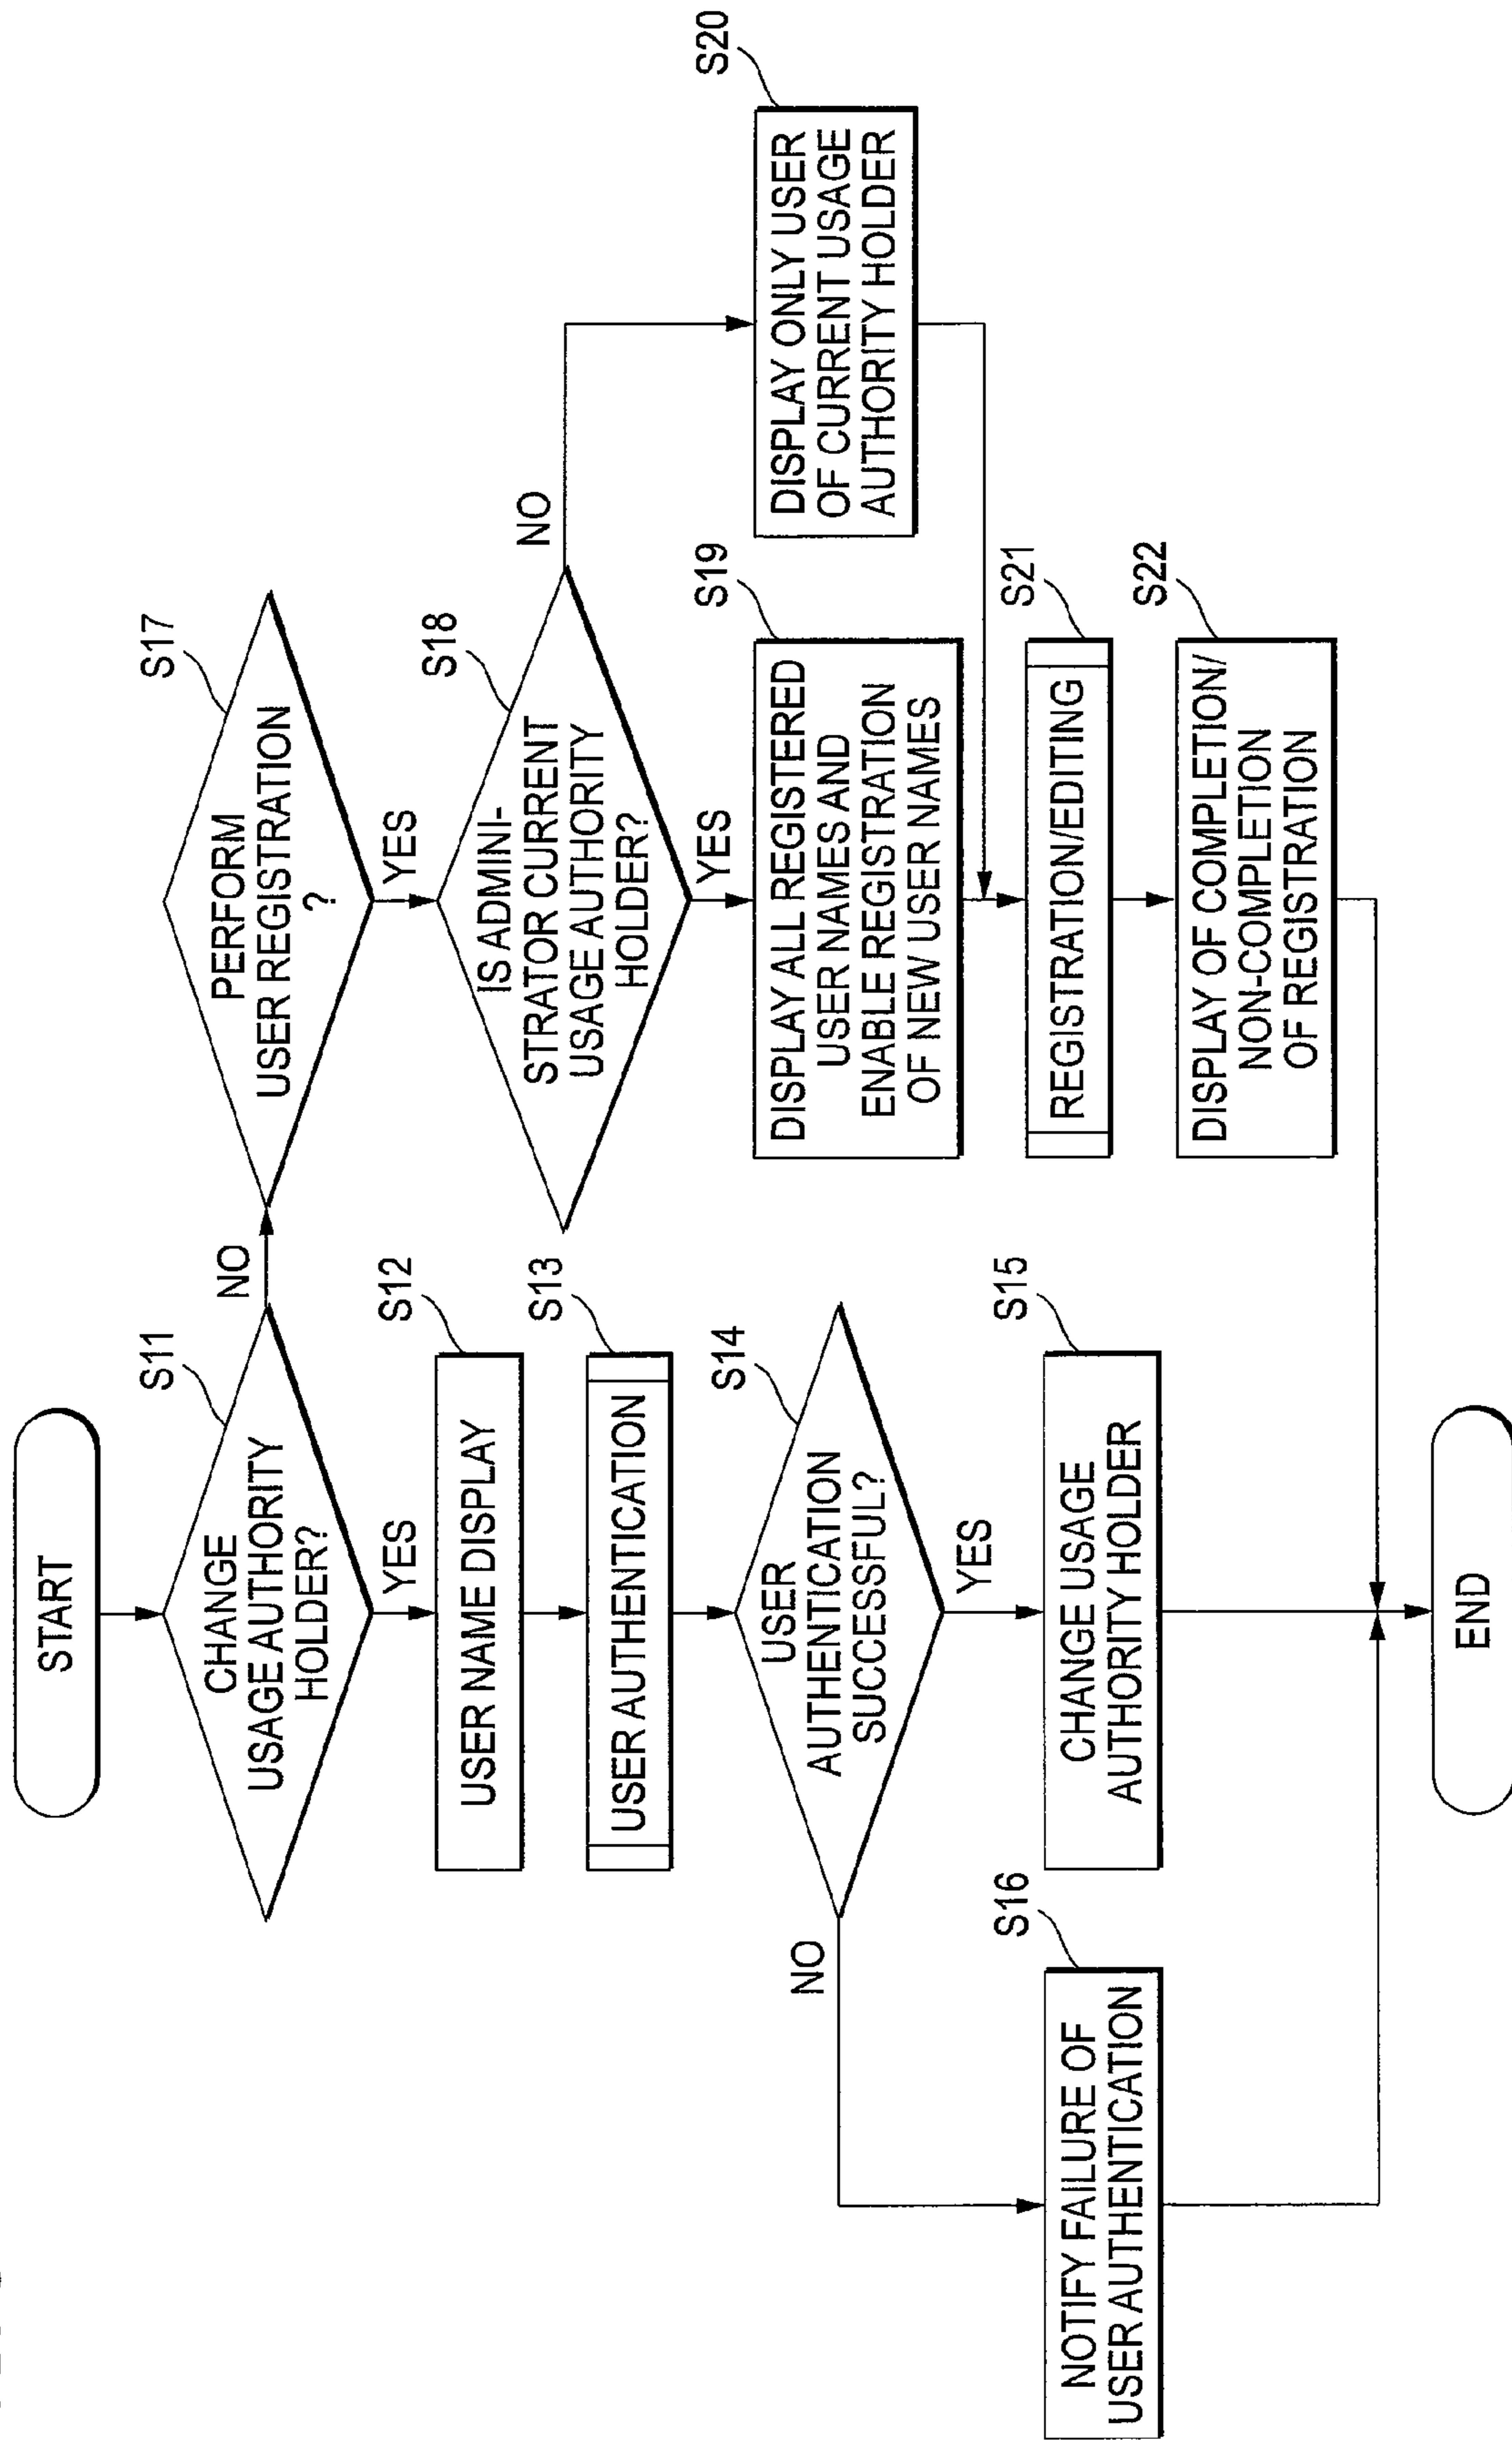 START
S11
CHANGE
USAGE AUTHORITY
HOLDER?
NO
YES
S12
USER NAME DISPLAY
S13
USER AUTHENTICATION
S14
USER
AUTHENTICATION
SUCCESSFUL?
NO
YES
S15
CHANGE USAGE
AUTHORITY HOLDER
S16
NOTIFY FAILURE OF
USER AUTHENTICATION
S17
PERFORM
USER REGISTRATION
?
YES
S18
IS ADMINI-
STRATOR CURRENT
USAGE AUTHORITY
HOLDER?
NO
YES
S19
DISPLAY ALL REGISTERED
USER NAMES AND
ENABLE REGISTRATION
OF NEW USER NAMES
S20
DISPLAY ONLY USER
OF CURRENT USAGE
AUTHORITY HOLDER
S21
REGISTRATION/EDITING
S22
DISPLAY OF COMPLETION/
NON-COMPLETION
OF REGISTRATION
END